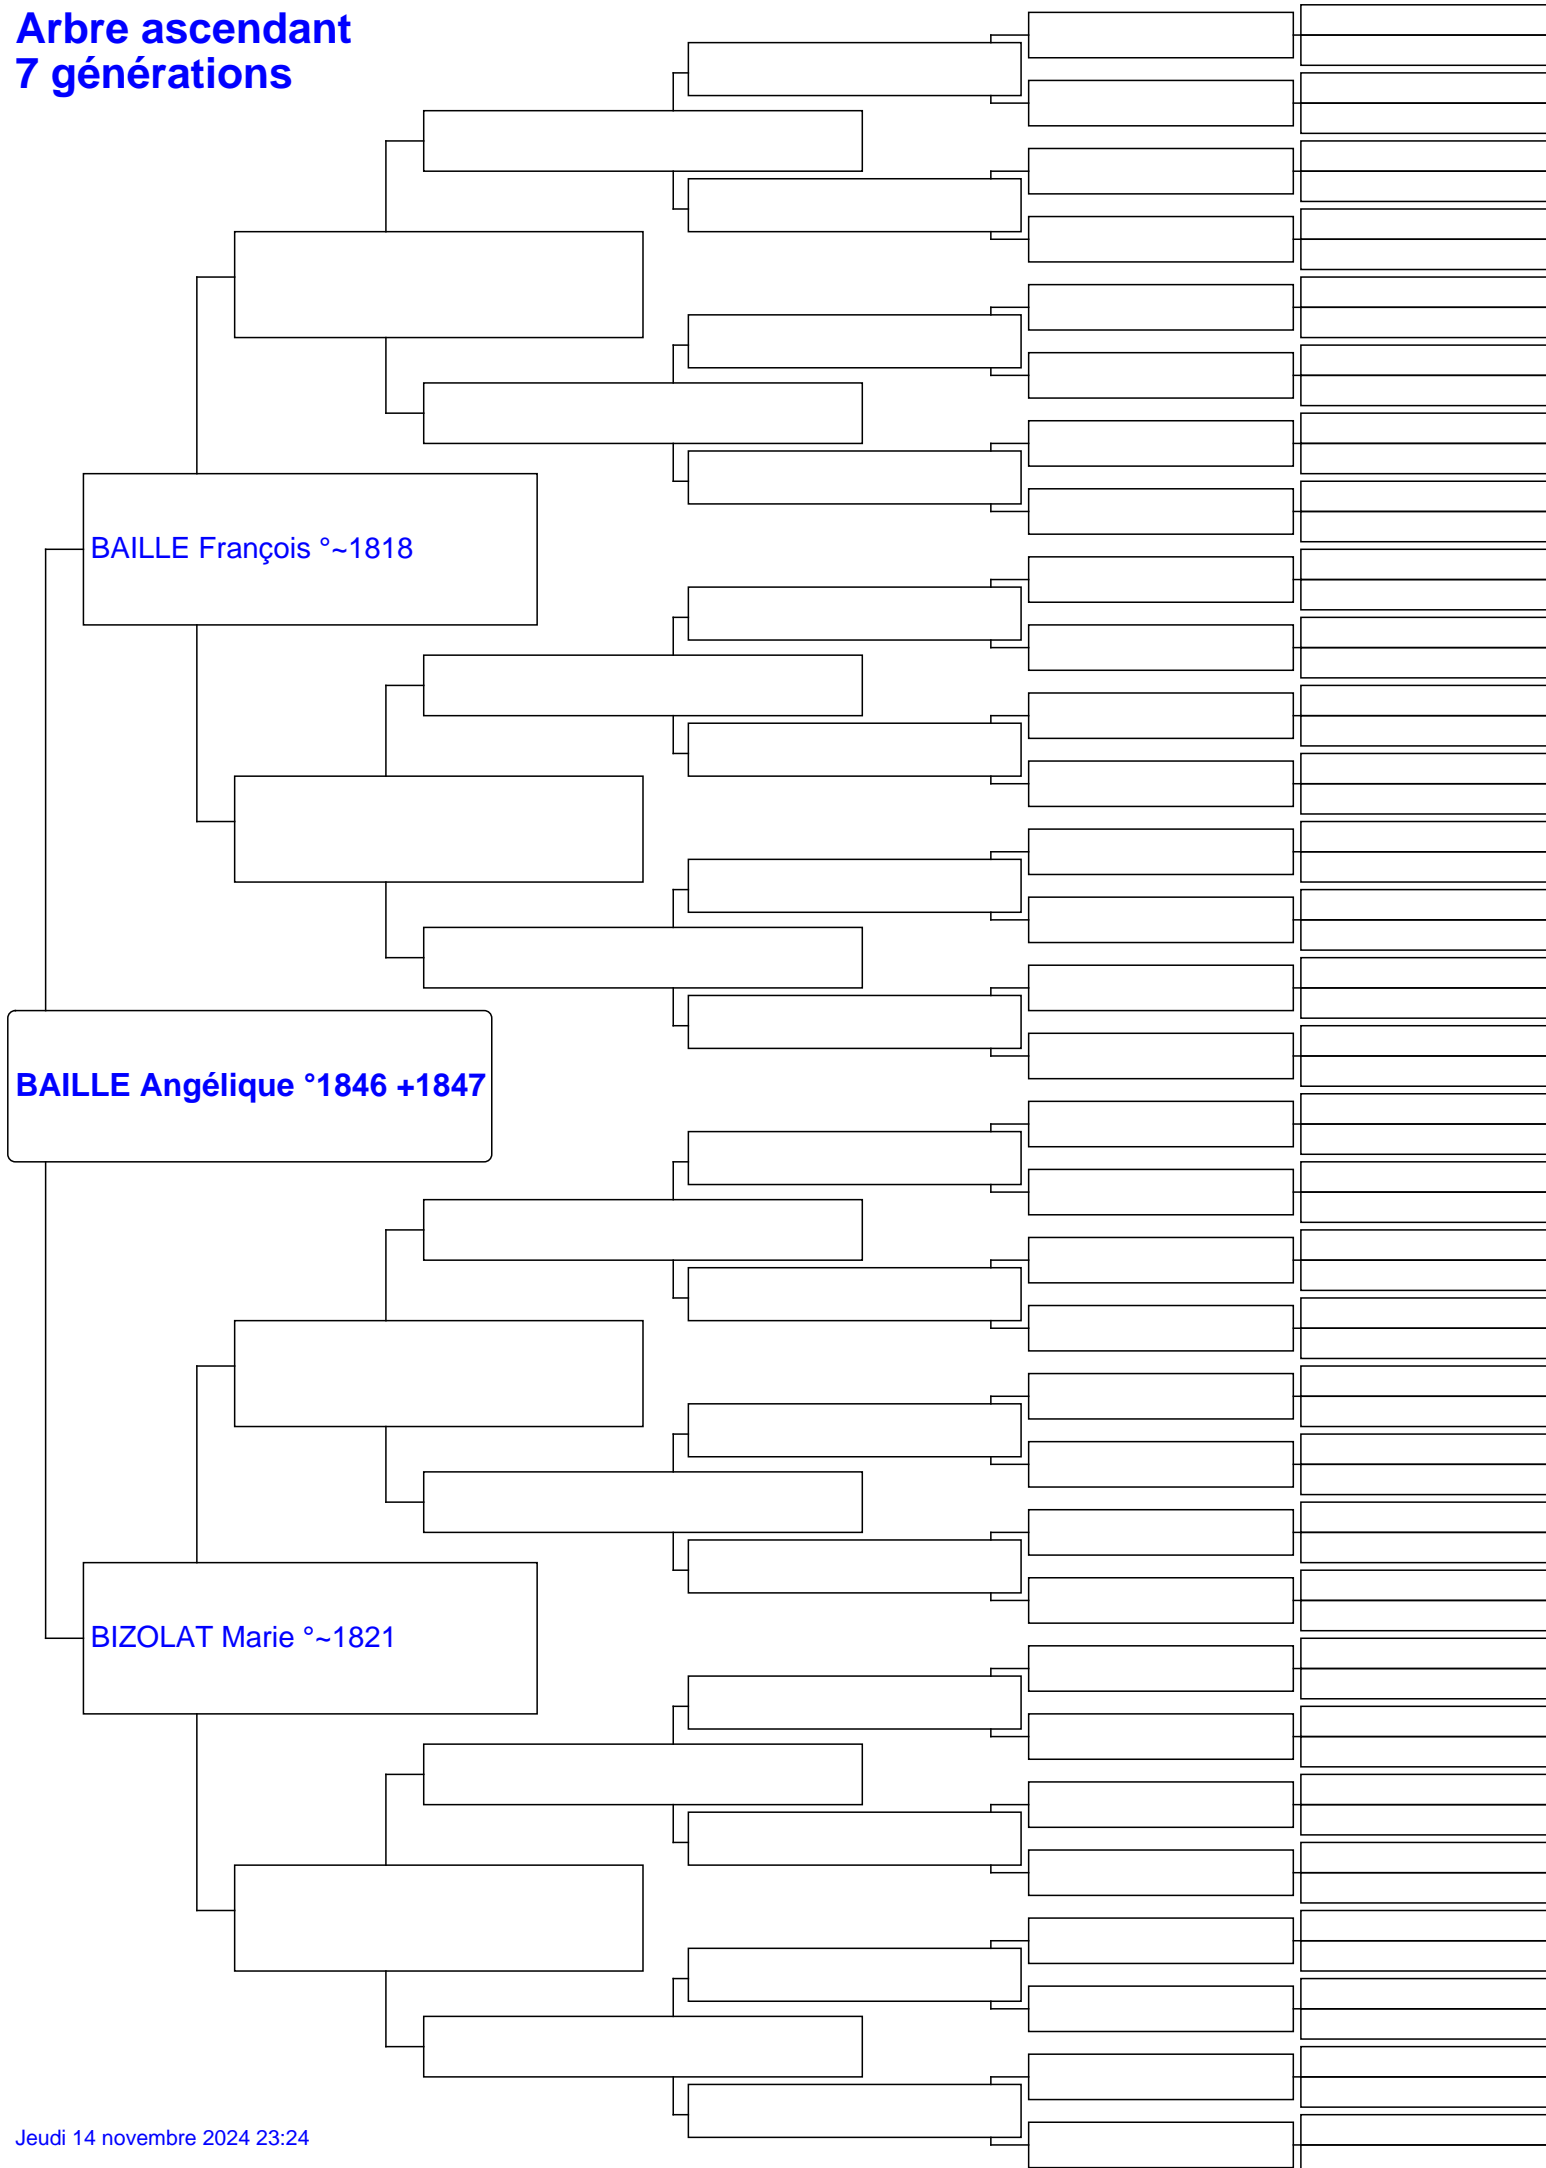 Arbre ascendant
7 générations
BAILLE François °~1818
BAILLE Angélique °1846 +1847
BIZOLAT Marie °~1821
Jeudi 14 novembre 2024 23:24